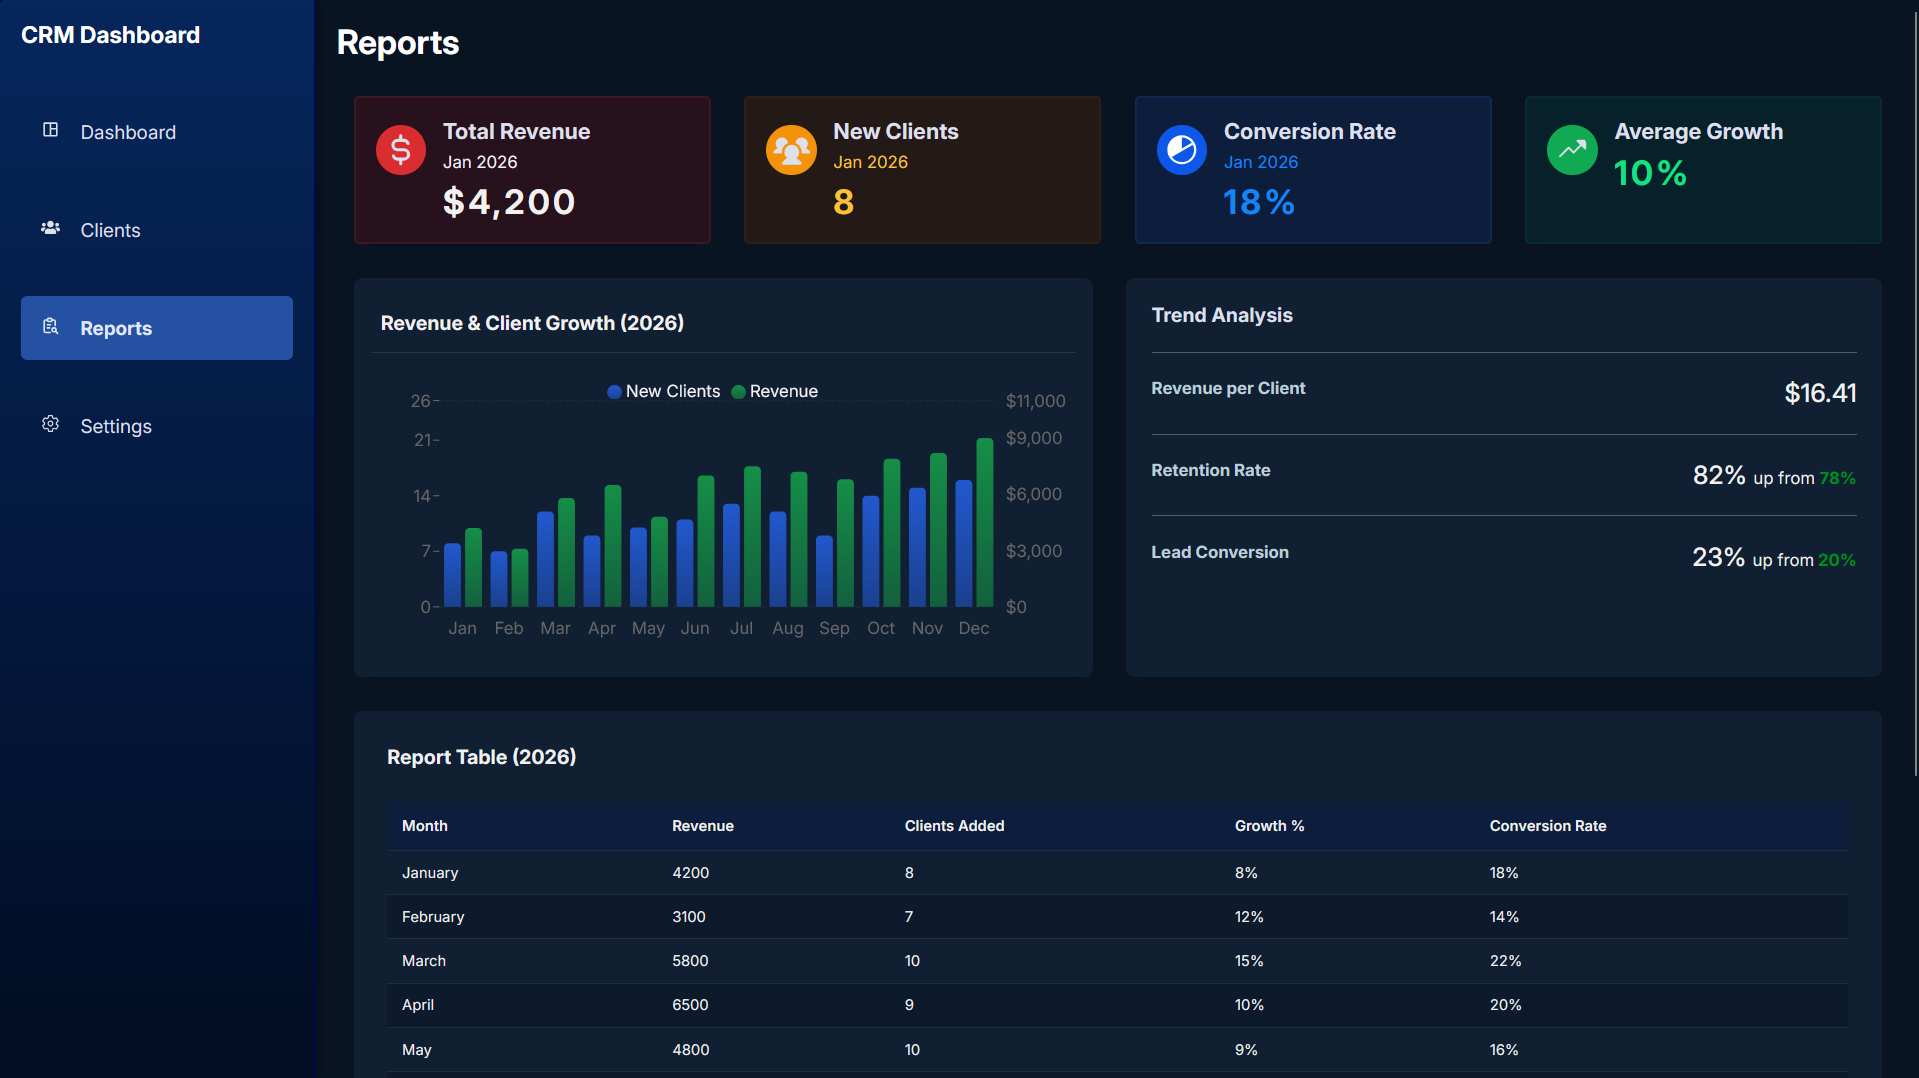 CRM Dashboard
Dashboard
Clients
Reports
Settings
Reports
Total Revenue
Jan 2026
$4,200
New Clients
Jan 2026
8
Conversion Rate
Jan 2026
18%
Average Growth
10%
Revenue & Client Growth (2026)
New Clients Revenue
26 $11,000
21 $9,000
14 $6,000
7 $3,000
0 $0
Jan Feb Mar Apr May Jun Jul Aug Sep Oct Nov Dec
Trend Analysis
Revenue per Client $16.41
Retention Rate 82% up from 78%
Lead Conversion 23% up from 20%
Report Table (2026)
Month Revenue Clients Added Growth % Conversion Rate
January 4200 8 8% 18%
February 3100 7 12% 14%
March 5800 10 15% 22%
April 6500 9 10% 20%
May 4800 10 9% 16%